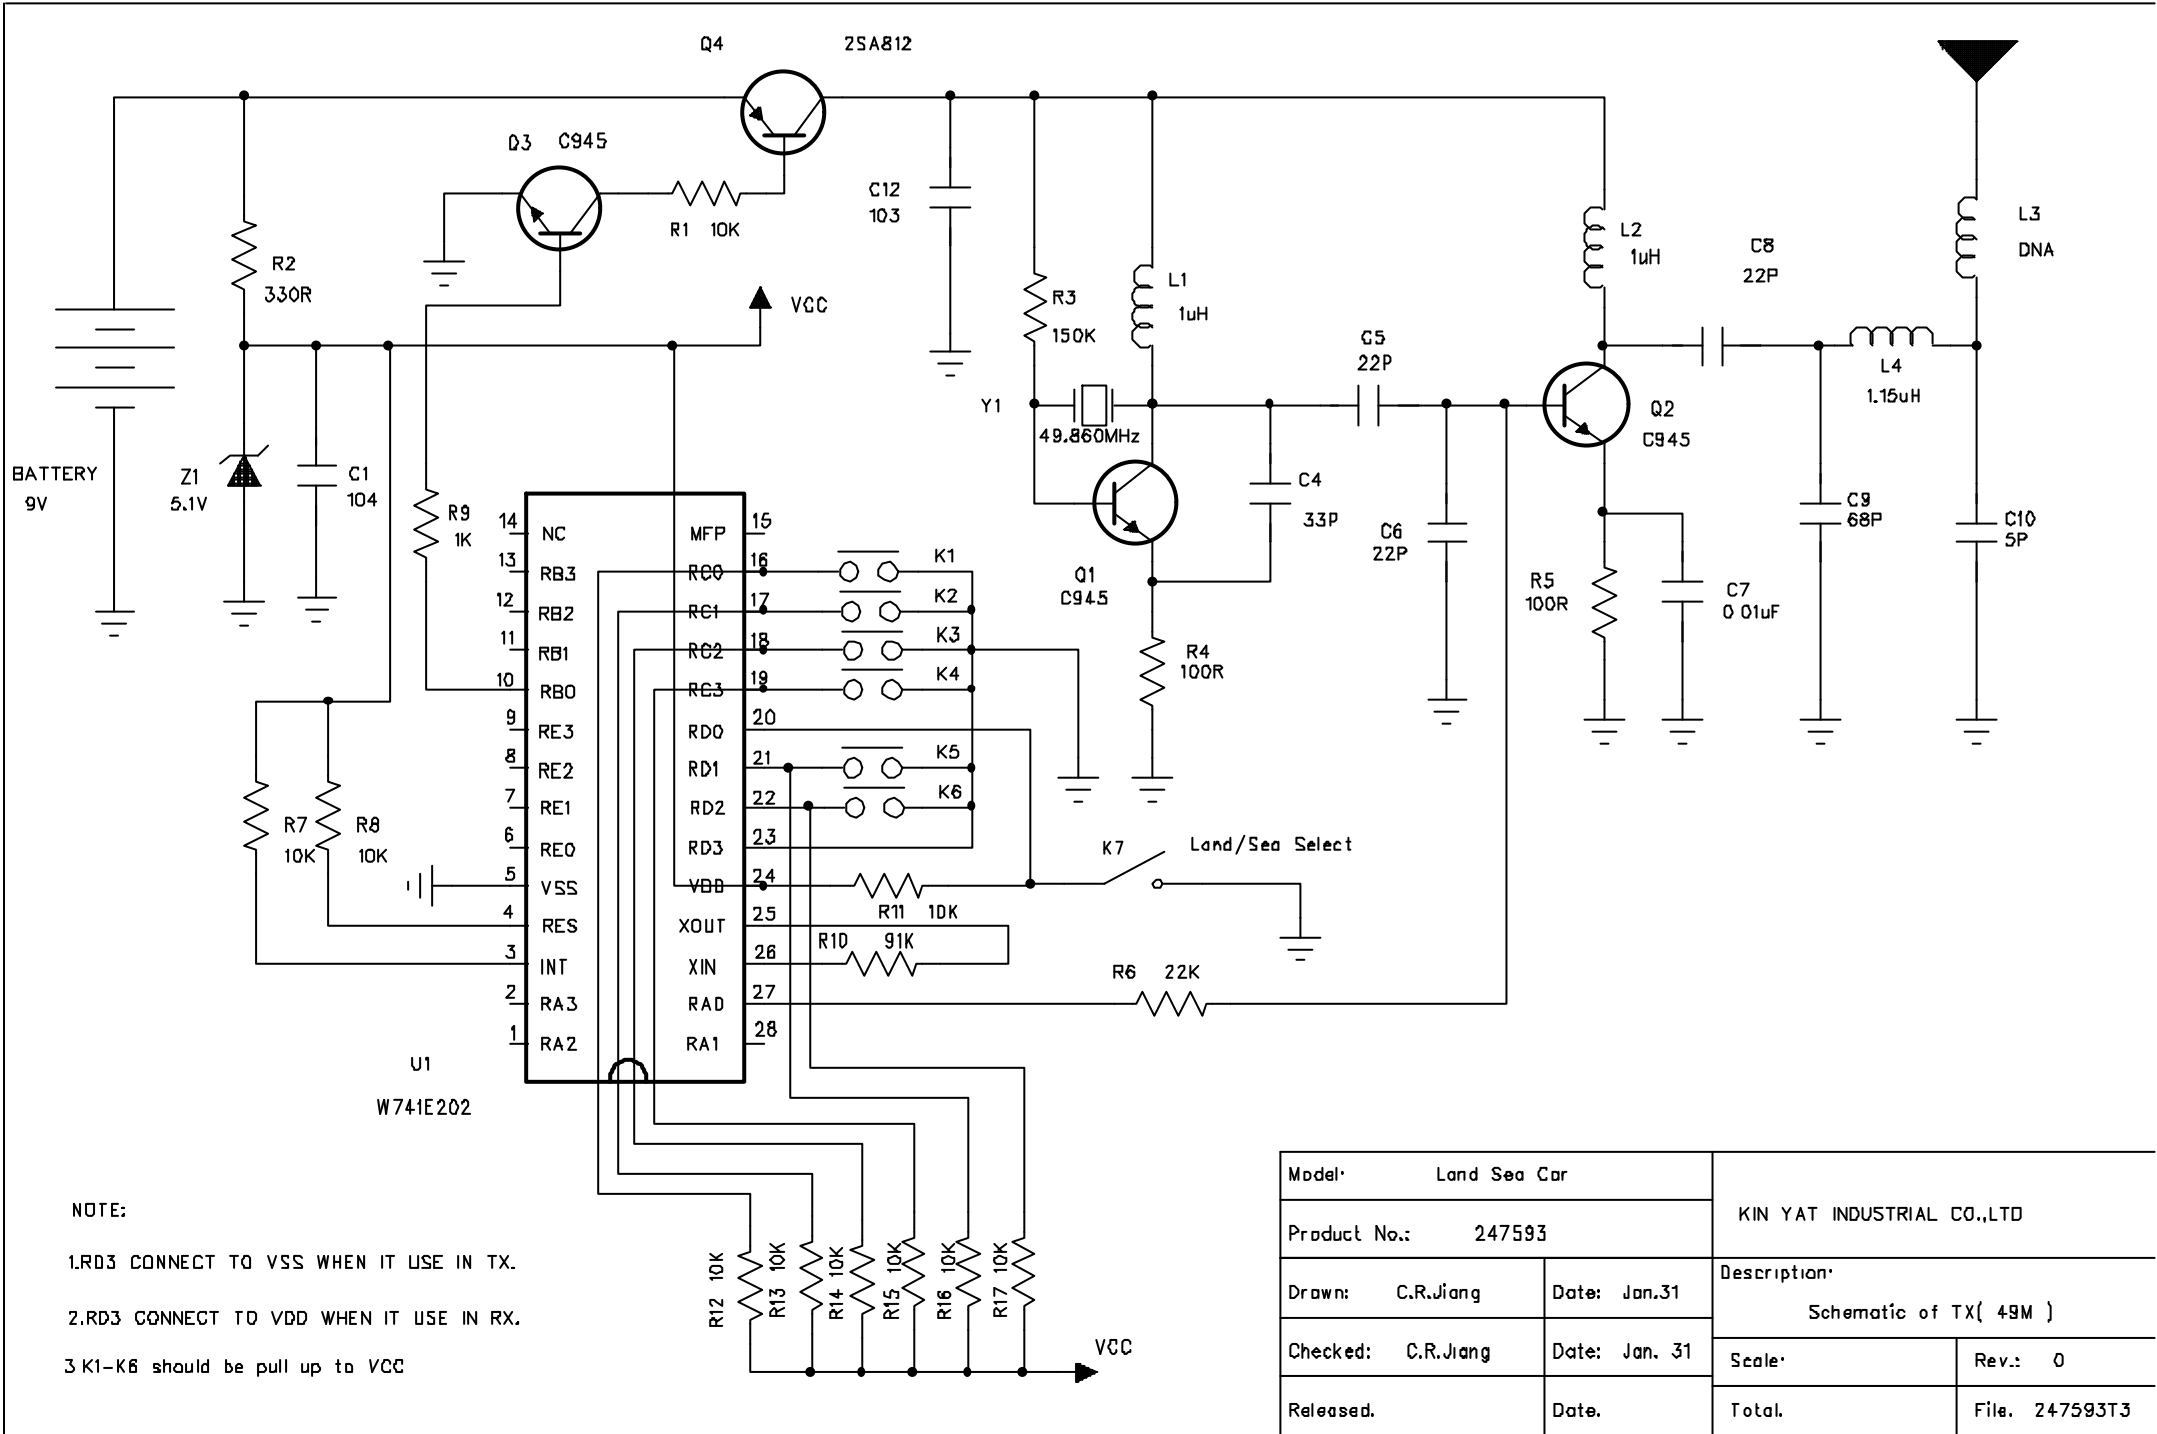 Q4 2SA812
Q3 C945
R1 10K
C12
103
R2
330R
VCC
R3
150K
L1
1uH
L2
1uH
C8
22P
L3
DNA
C5
22P
L4
1.15uH
Y1
49.860MHz
Q2
C945
BATTERY
9V
Z1
5.1V
C1
104
R9
1K
C4
33P
C6
22P
C9
68P
C10
5P
Q1
C945
R5
100R
C7
0.01uF
R4
100R
14 NC MFP 15
13 RB3 RC0 16 K1
12 RB2 RC1 17 K2
11 RB1 RC2 18 K3
10 RB0 RC3 19 K4
9 RE3 RD0 20
8 RE2 RD1 21 K5
7 RE1 RD2 22 K6
6 RE0 RD3 23
5 VSS VDD 24
4 RES XOUT 25
3 INT XIN 26
2 RA3 RA0 27
1 RA2 RA1 28
R7
10K
R8
10K
K7 Land/Sea Select
R11 10K
R10 91K
R6 22K
U1
W741E202
R12 10K
R13 10K
R14 10K
R15 10K
R16 10K
R17 10K
VCC
NOTE:
1.RD3 CONNECT TO VSS WHEN IT USE IN TX.
2.RD3 CONNECT TO VDD WHEN IT USE IN RX.
3 K1-K6 should be pull up to VCC
Model: Land Sea Car
KIN YAT INDUSTRIAL CO.,LTD
Product No.: 247593
Description:
Schematic of TX( 49M )
Drawn: C.R.Jiang Date: Jan.31
Checked: C.R.Jiang Date: Jan. 31
Scale: Rev.: 0
Released. Date.
Total. File. 247593T3